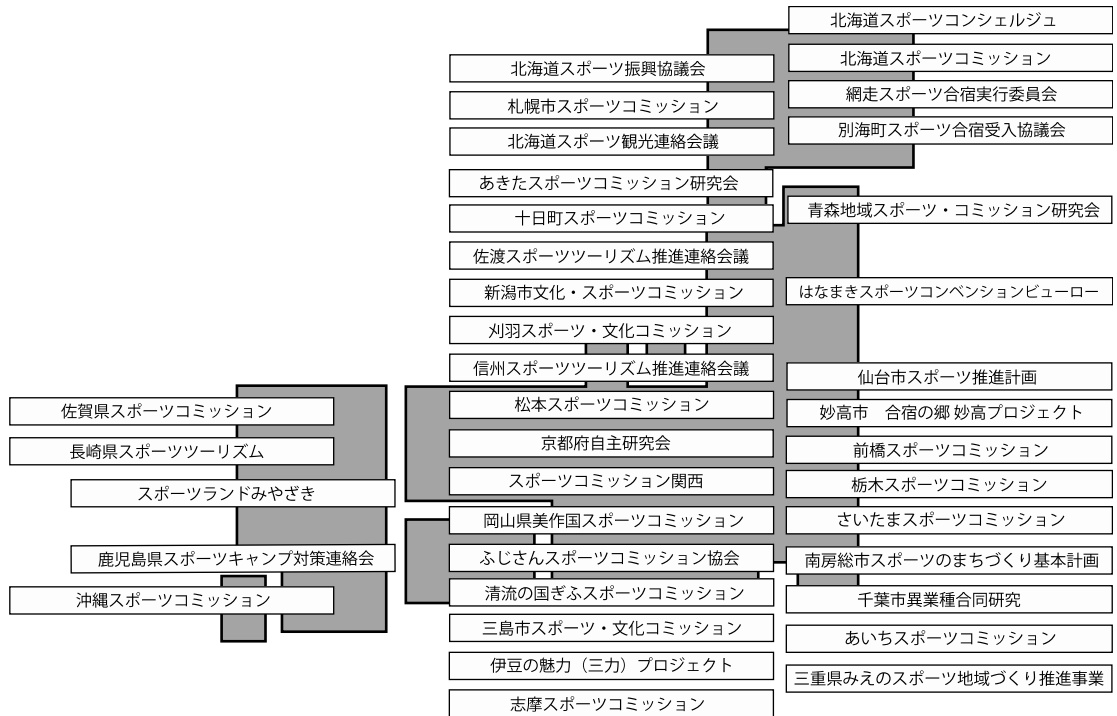 北海道スポーツコンシェルジュ
北海道スポーツコミッション
網走スポーツ合宿実行委員会
別海町スポーツ合宿受入協議会
北海道スポーツ振興協議会
札幌市スポーツコミッション
北海道スポーツ観光連絡会議
あきたスポーツコミッション研究会
十日町スポーツコミッション
佐渡スポーツツーリズム推進連絡会議
新潟市文化・スポーツコミッション
刈羽スポーツ・文化コミッション
信州スポーツツーリズム推進連絡会議
松本スポーツコミッション
京都府自主研究会
スポーツコミッション関西
岡山県美作国スポーツコミッション
ふじさんスポーツコミッション協会
清流の国ぎふスポーツコミッション
三島市スポーツ・文化コミッション
伊豆の魅力（三力）プロジェクト
志摩スポーツコミッション
青森地域スポーツ・コミッション研究会
はなまきスポーツコンベンションビューロー
仙台市スポーツ推進計画
妙高市　合宿の郷 妙高プロジェクト
前橋スポーツコミッション
栃木スポーツコミッション
さいたまスポーツコミッション
南房総市スポーツのまちづくり基本計画
千葉市異業種合同研究
あいちスポーツコミッション
三重県みえのスポーツ地域づくり推進事業
佐賀県スポーツコミッション
長崎県スポーツツーリズム
スポーツランドみやざき
鹿児島県スポーツキャンプ対策連絡会
沖縄スポーツコミッション